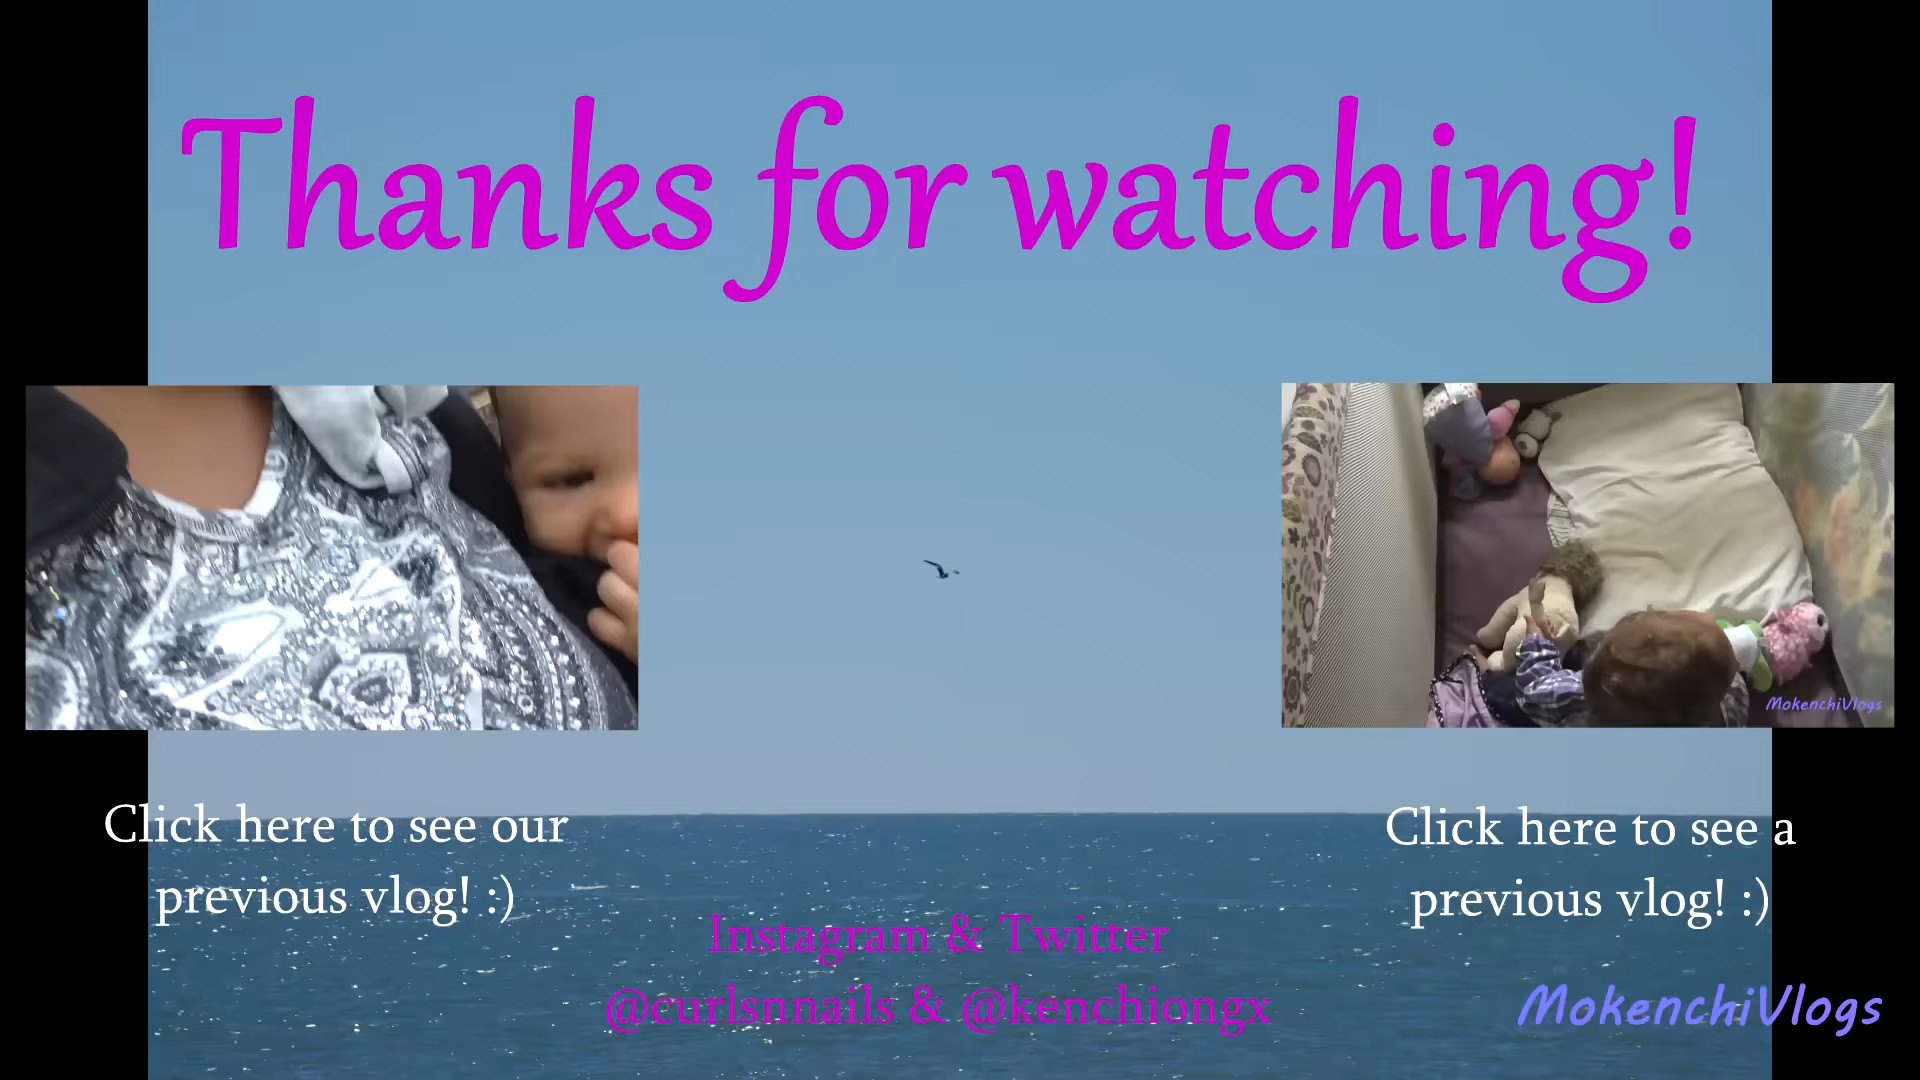 Thanks for watching!
MokenchiVlogs
Click here to see our
previous vlog! :)
Click here to see a
previous vlog! :)
Instagram & Twitter
@curlsnnails & @kenchiongx
MokenchiVlogs